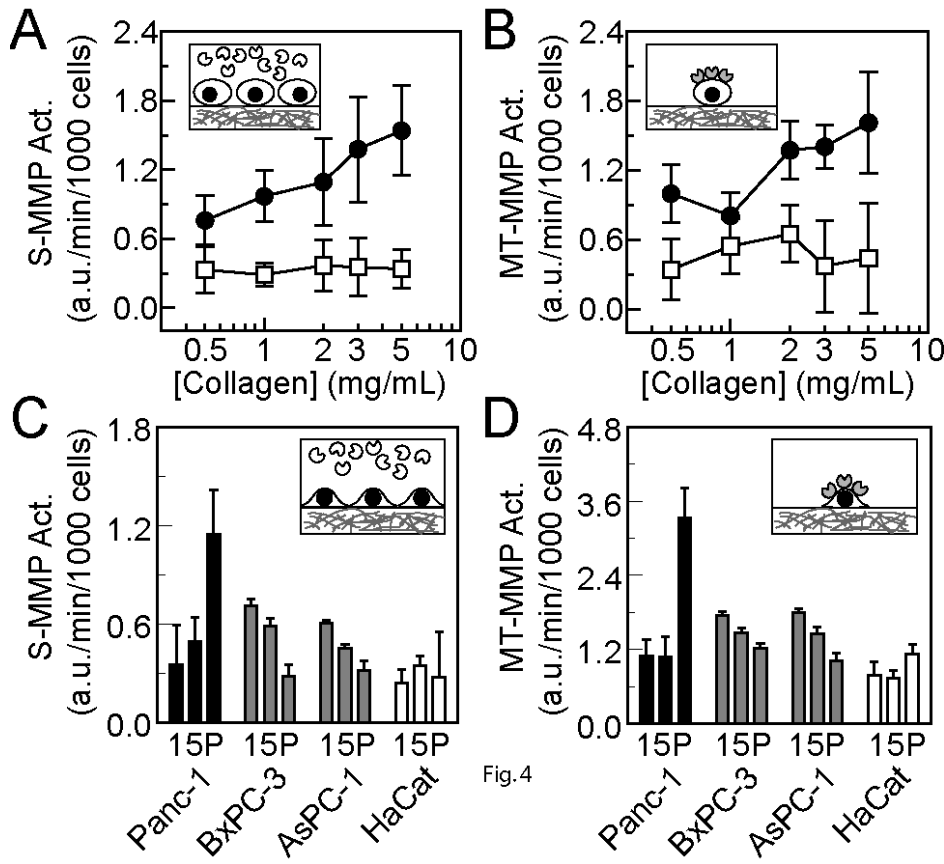 A
S-MMP Act.
(a.u./min/1000 cells)
2.4
1.8
1.2
0.6
0.0
0.5 1 2 3 5 10
[Collagen] (mg/mL)
B
MT-MMP Act.
(a.u./min/1000 cells)
2.4
1.8
1.2
0.6
0.0
0.5 1 2 3 5 10
[Collagen] (mg/mL)
C
S-MMP Act.
(a.u./min/1000 cells)
1.8
1.2
0.6
0.0
15P 15P 15P 15P
Panc-1 BxPC-3 AsPC-1 HaCat
D
MT-MMP Act.
(a.u./min/1000 cells)
4.8
3.6
2.4
1.2
0.0
15P 15P 15P 15P
Panc-1 BxPC-3 AsPC-1 HaCat
Fig.4